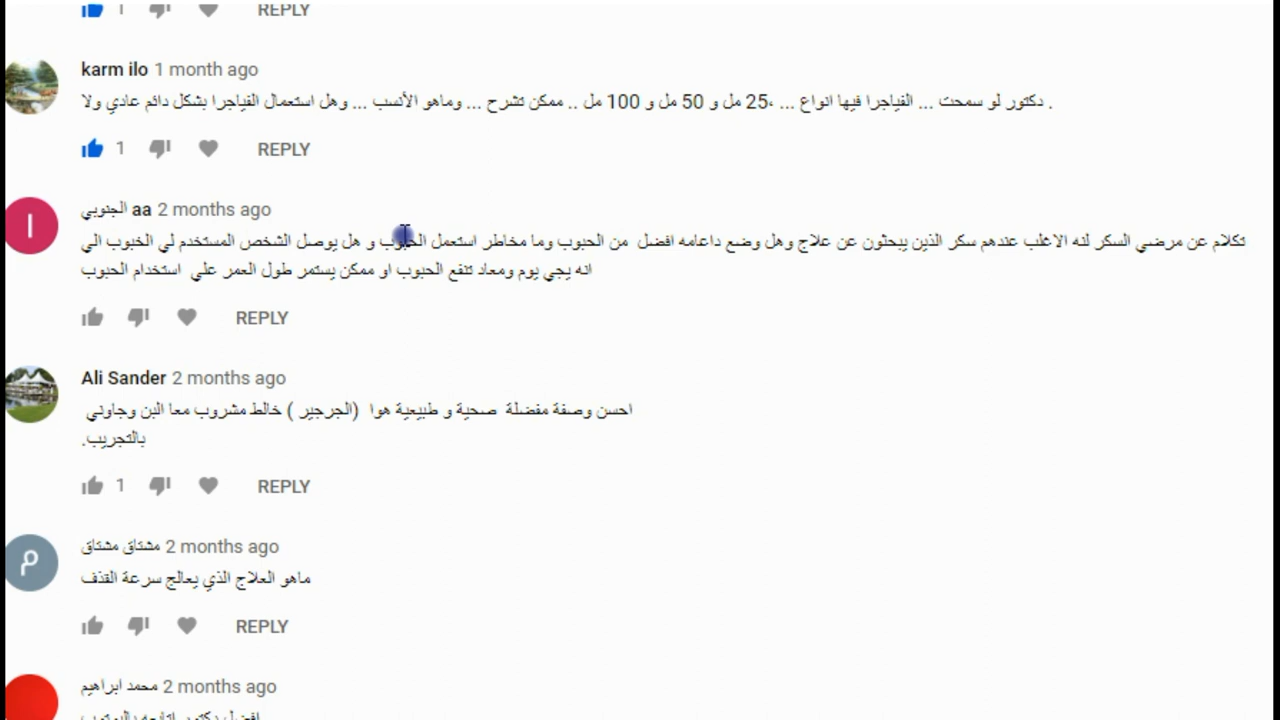 1 REPLY
karm ilo 1 month ago
دكتور لو سمحت ... الفياجرا فيها انواع ... ،25 مل و 50 مل و 100 مل .. ممكن تشرح ... وماهو الأنسب ... وهل استعمال الفياجرا بشكل دائم عادي ولا .
1 REPLY
الجنوبي aa 2 months ago
تكلام عن مرضي السكر لنه الاغلب عندهم سكر الذين يبحثون عن علاج وهل وضع داعامه افضل من الحبوب وما مخاطر استعمل الحبوب و هل يوصل الشخص المستخدم لي الخبوب الي
انه يجي يوم ومعاد تنفع الحبوب او ممكن يستمر طول العمر علي استخدام الحبوب
REPLY
Ali Sander 2 months ago
احسن وصفة مفضلة صحية و طبيعية هوا (الجرجير ) خالط مشروب معا البن وجاوني
بالتجريب.
1 REPLY
مشتاق مشتاق 2 months ago
ماهو العلاج الذي يعالج سرعة القذف
REPLY
محمد ابراهيم 2 months ago
افضل دكتور اتابعه باليوتيوب